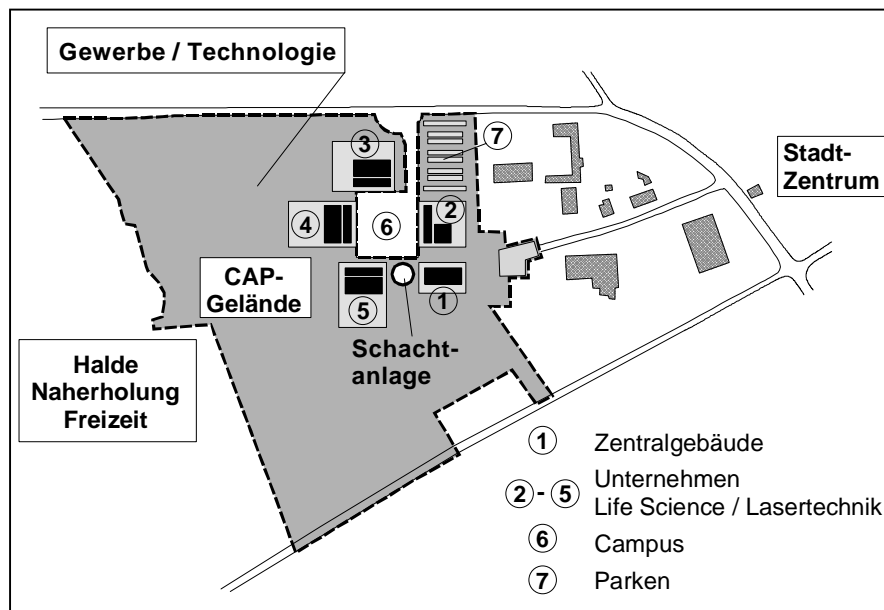 Gewerbe / Technologie
3
7
Stadt-
Zentrum
4
6
2
CAP-
Gelände
5
1
Schacht-
anlage
Halde
Naherholung
Freizeit
1 Zentralgebäude
2 - 5 Unternehmen
Life Science / Lasertechnik
6 Campus
7 Parken